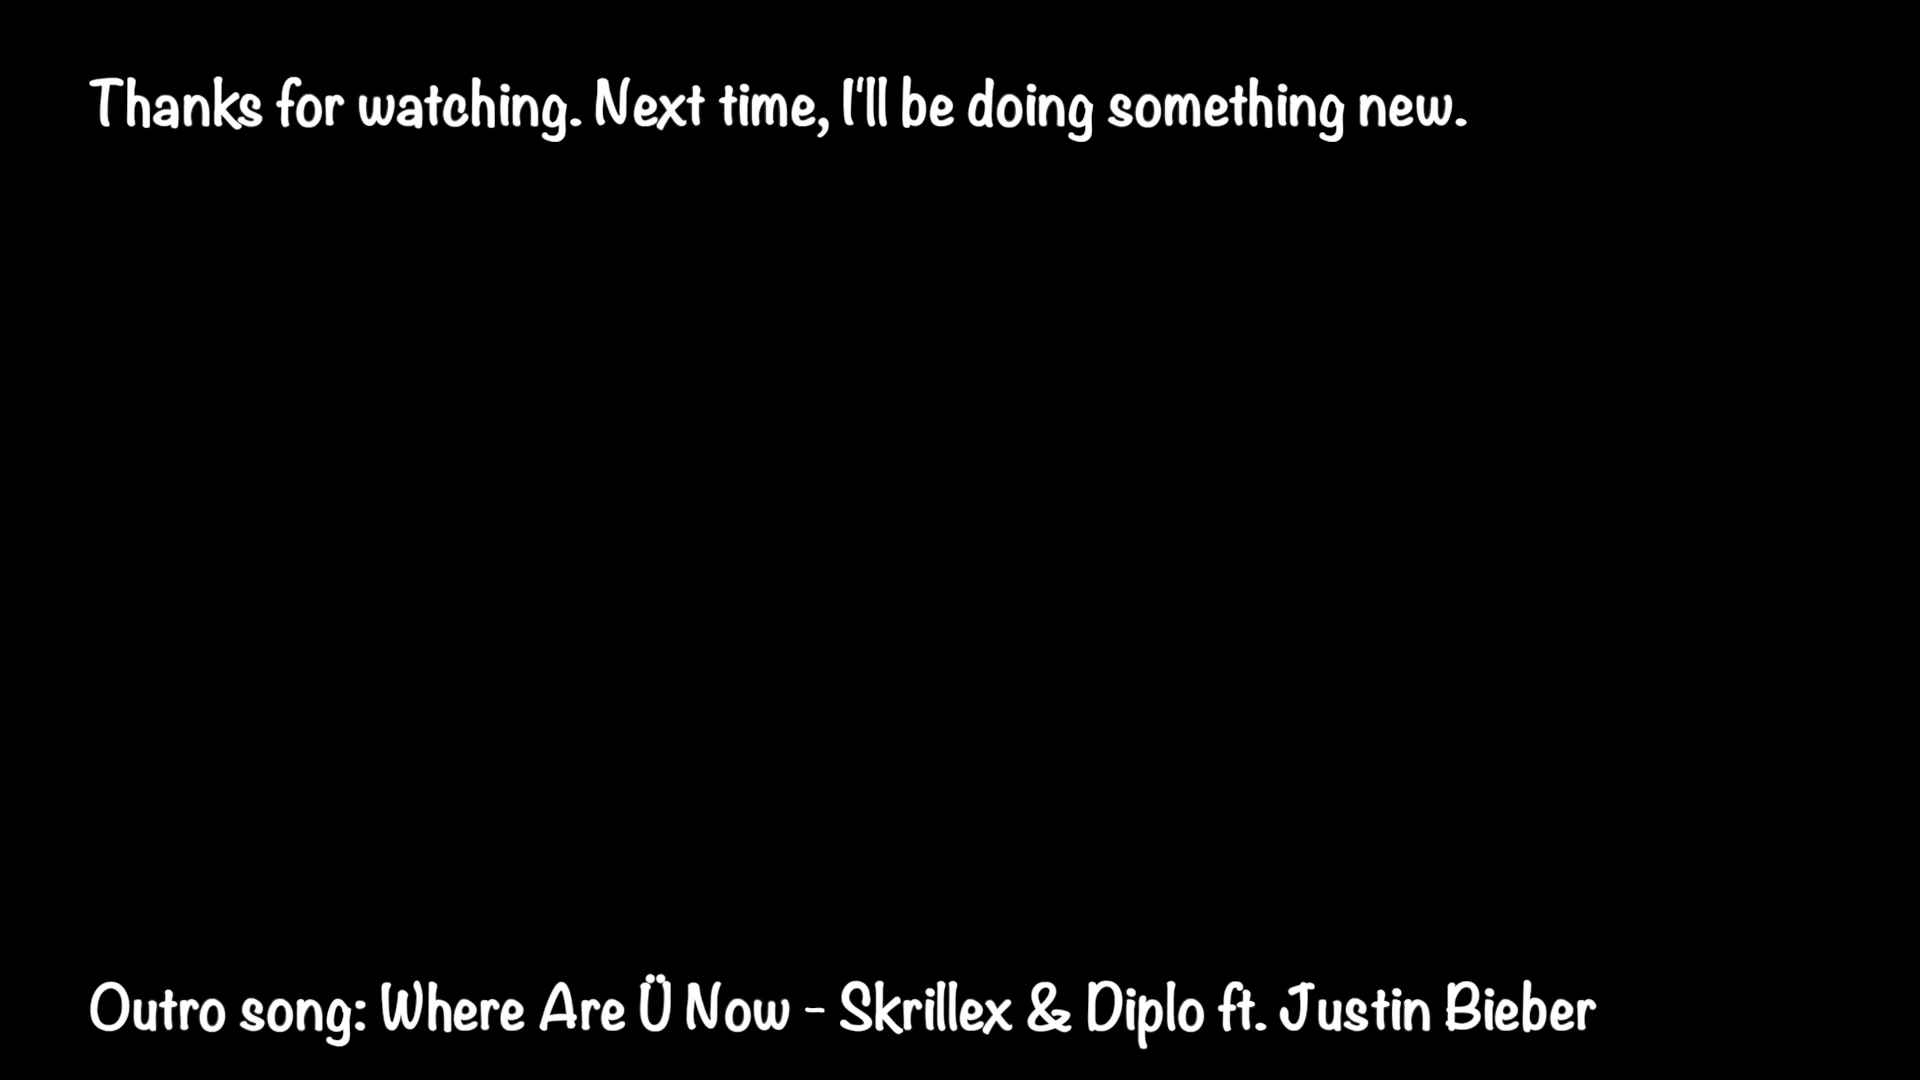 Thanks for watching. Next time, I'll be doing something new.
Outro song: Where Are Ü Now - Skrillex & Diplo ft. Justin Bieber